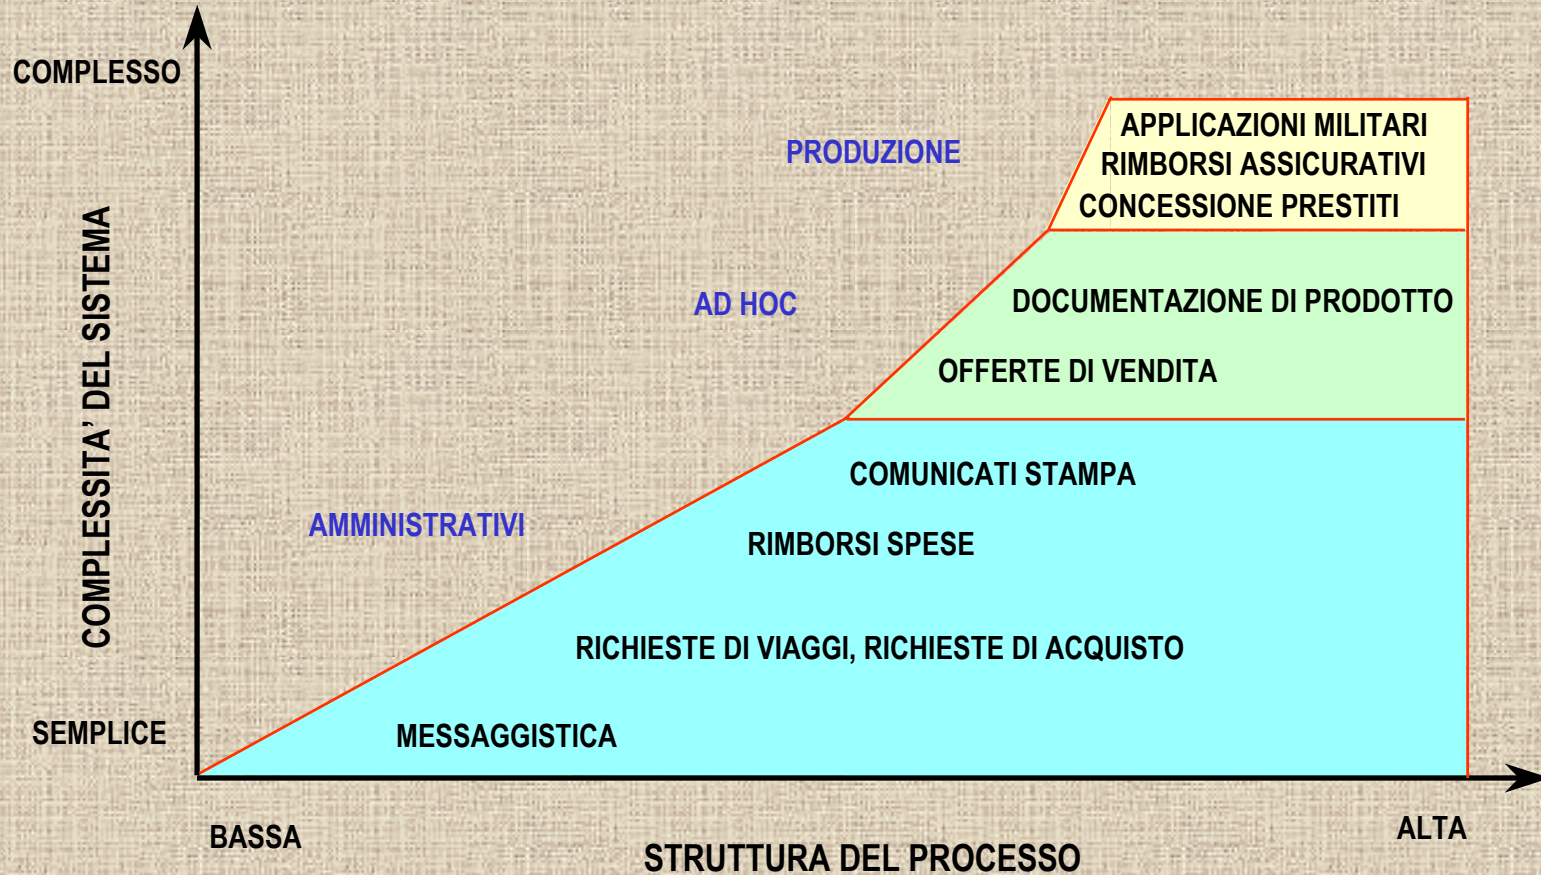 COMPLESSO
APPLICAZIONI MILITARI
PRODUZIONE
RIMBORSI ASSICURATIVI
CONCESSIONE PRESTITI
COMPLESSITA’ DEL SISTEMA
AD HOC
DOCUMENTAZIONE DI PRODOTTO
OFFERTE DI VENDITA
COMUNICATI STAMPA
AMMINISTRATIVI
RIMBORSI SPESE
RICHIESTE DI VIAGGI, RICHIESTE DI ACQUISTO
SEMPLICE
MESSAGGISTICA
BASSA
ALTA
STRUTTURA DEL PROCESSO